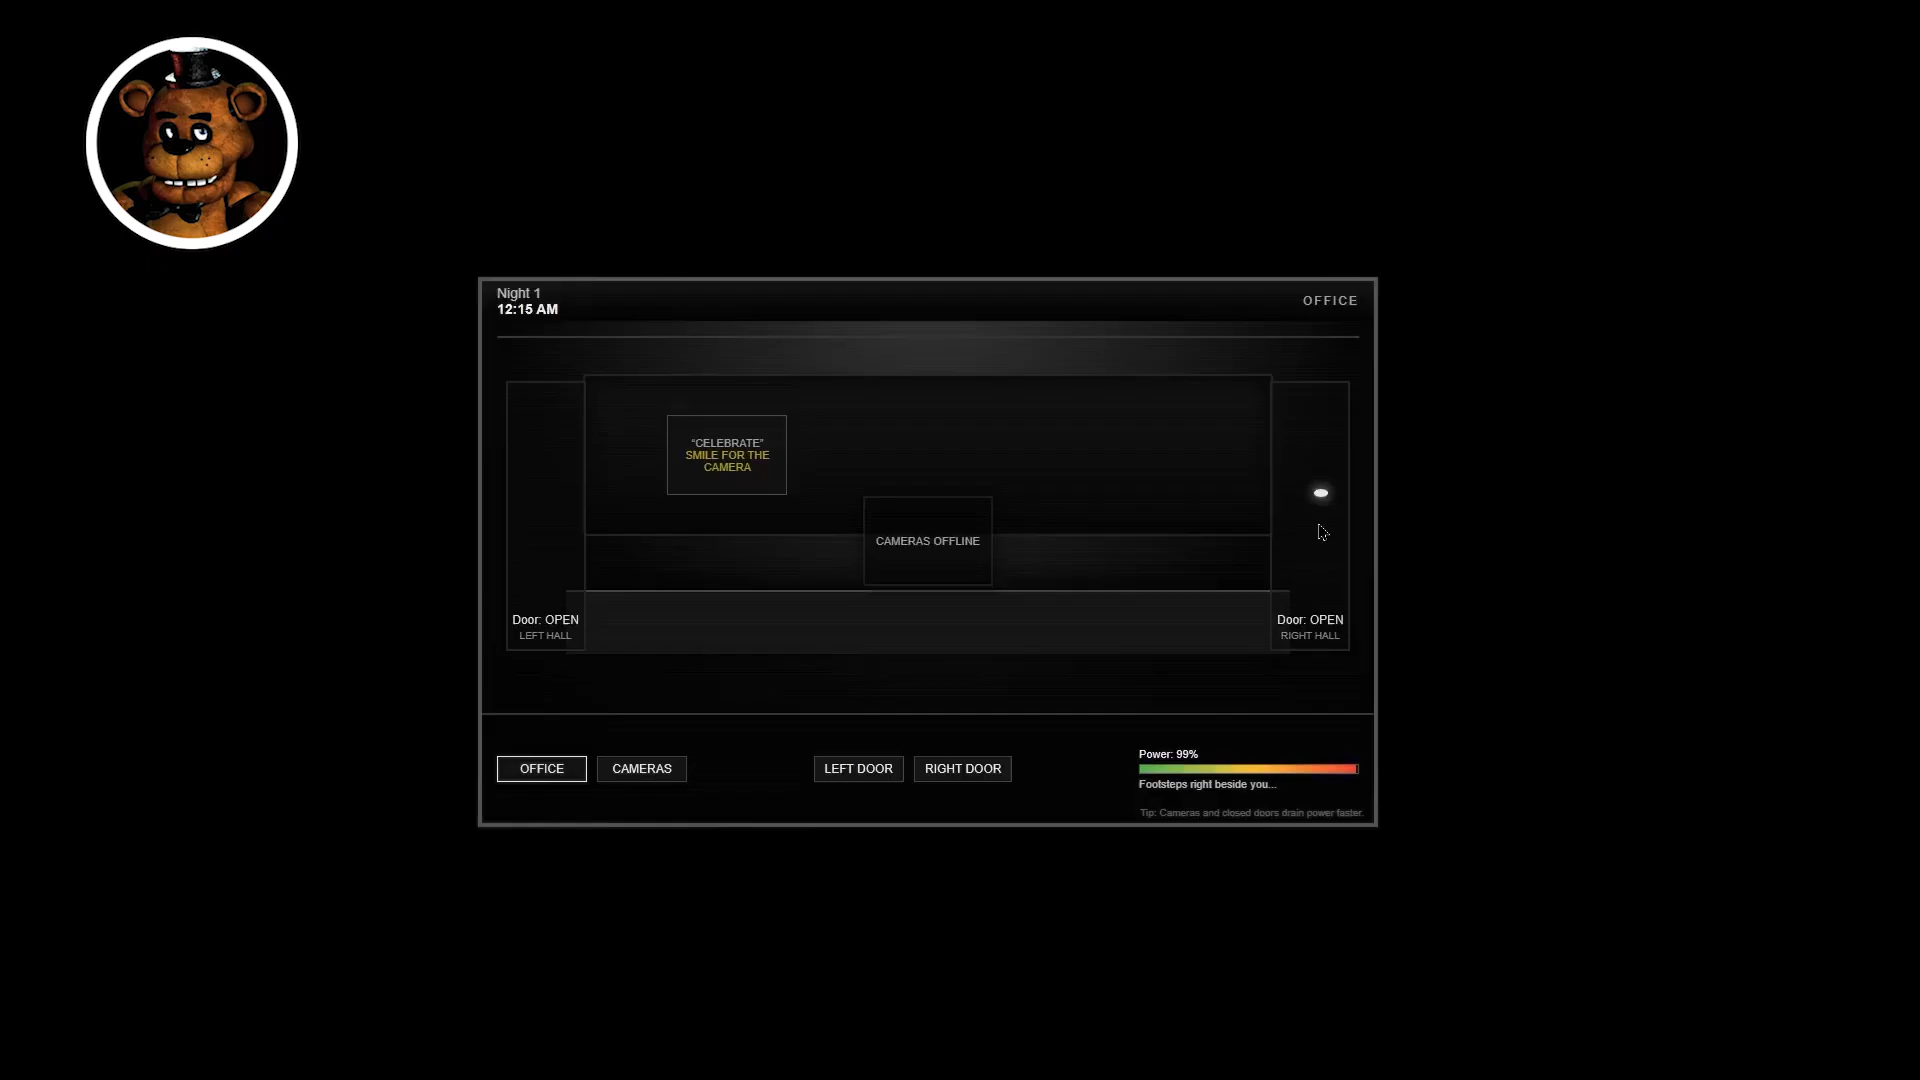 Night 1
12:15 AM
OFFICE
“CELEBRATE”
SMILE FOR THE
CAMERA
CAMERAS OFFLINE
Door: OPEN
LEFT HALL
Door: OPEN
RIGHT HALL
OFFICE
CAMERAS
LEFT DOOR
RIGHT DOOR
Power: 99%
Footsteps right beside you...
Tip: Cameras and closed doors drain power faster.